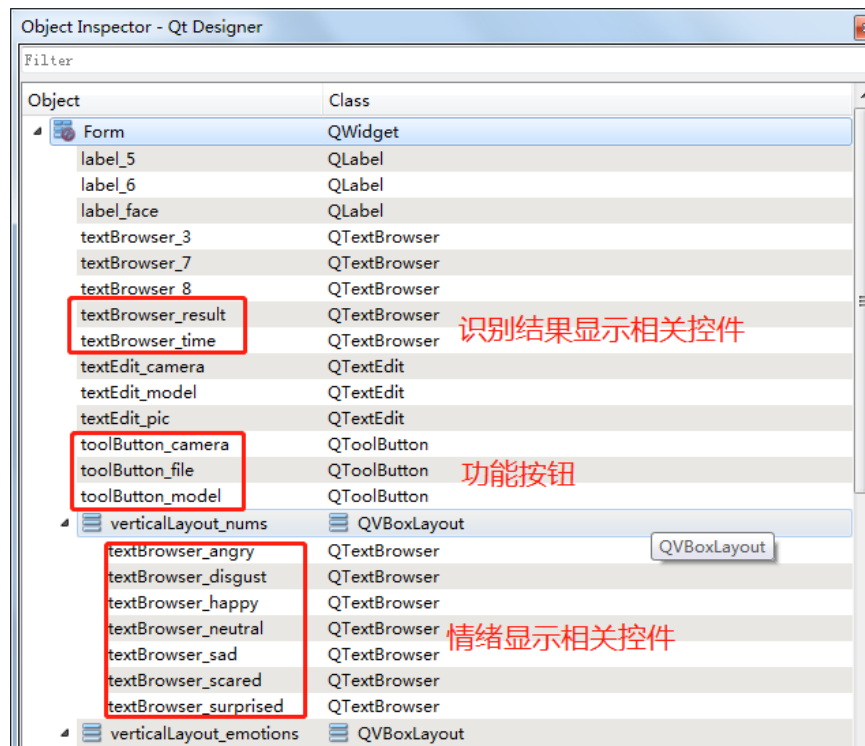 Object Inspector - Qt Designer
Filter
Object Class
Form QWidget
label_5 QLabel
label_6 QLabel
label_face QLabel
textBrowser_3 QTextBrowser
textBrowser_7 QTextBrowser
textBrowser_8 QTextBrowser
textBrowser_result QTextBrowser
识别结果显示相关控件
textBrowser_time QTextBrowser
textEdit_camera QTextEdit
textEdit_model QTextEdit
textEdit_pic QTextEdit
toolButton_camera QToolButton
toolButton_file QToolButton 功能按钮
toolButton_model QToolButton
verticalLayout_nums QVBoxLayout
textBrowser_angry QTextBrowser QVBoxLayout
textBrowser_disgust QTextBrowser
textBrowser_happy QTextBrowser
textBrowser_neutral QTextBrowser 情绪显示相关控件
textBrowser_sad QTextBrowser
textBrowser_scared QTextBrowser
textBrowser_surprised QTextBrowser
verticalLayout_emotions QVBoxLayout